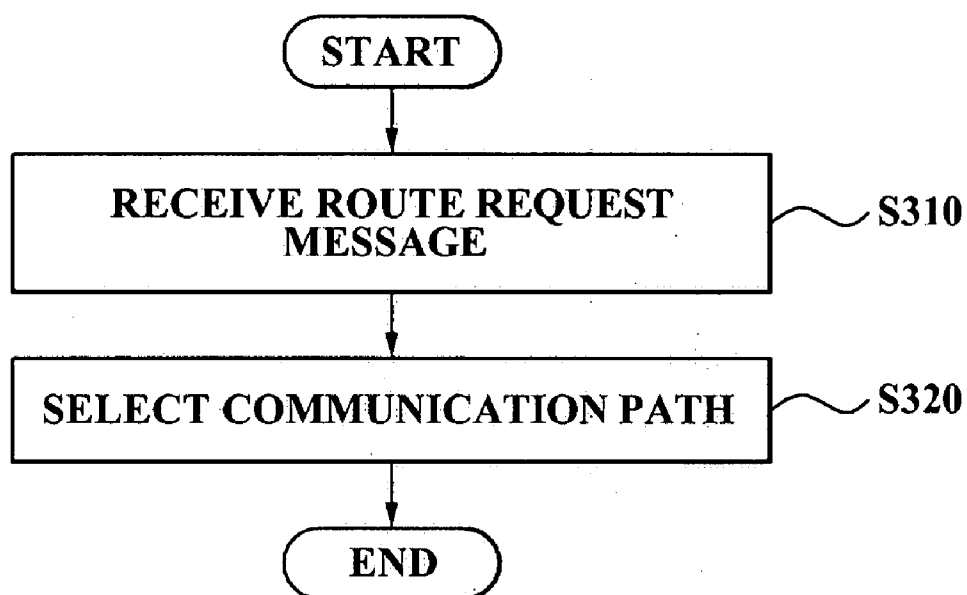 START
RECEIVE ROUTE REQUEST
MESSAGE
S310
SELECT COMMUNICATION PATH
S320
END